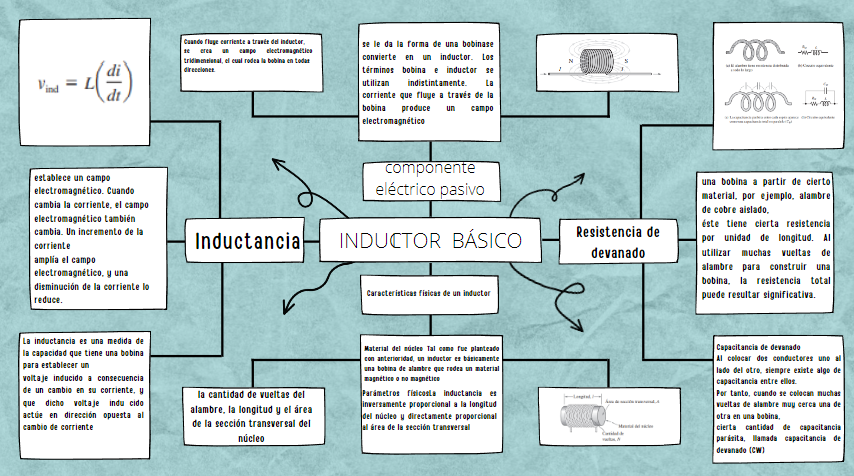 v ind = L(di/dt)
Cuando fluye corriente a través del inductor,
se crea un campo electromagnético
tridimensional, el cual rodea la bobina en todas
direcciones.
se le da la forma de una bobinase
convierte en un inductor. Los
términos bobina e inductor se
utilizan indistintamente. La
corriente que fluye a través de la
bobina produce un campo
electromagnético
N
S
I
I
componente
eléctrico pasivo
establece un campo
electromagnético. Cuando
cambia la corriente, el campo
electromagnético también
cambia. Un incremento de la
corriente
amplía el campo
electromagnético, y una
disminución de la corriente lo
reduce.
Inductancia
INDUCTOR BÁSICO
Resistencia de
devanado
una bobina a partir de cierto
material, por ejemplo, alambre
de cobre aislado,
éste tiene cierta resistencia
por unidad de longitud. Al
utilizar muchas vueltas de
alambre para construir una
bobina, la resistencia total
puede resultar significativa.
Características físicas de un inductor
La inductancia es una medida de
la capacidad que tiene una bobina
para establecer un
voltaje inducido a consecuencia
de un cambio en su corriente, y
que dicho voltaje indu cido
actúe en dirección opuesta al
cambio de corriente
la cantidad de vueltas del
alambre, la longitud y el área
de la sección transversal del
núcleo
Material del núcleo Tal como fue planteado
con anterioridad, un inductor es básicamente
una bobina de alambre que rodea un material
magnético o no magnético
Parámetros físicosLa inductancia es
inversamente proporcional a la longitud
del núcleo y directamente proporcional
al área de la sección transversal
Longitud, l
Área de sección transversal, A
Material del núcleo
Cantidad de
vueltas, N
Capacitancia de devanado
Al colocar dos conductores uno al
lado del otro, siempre existe algo de
capacitancia entre ellos.
Por tanto, cuando se colocan muchas
vueltas de alambre muy cerca una de
otra en una bobina,
cierta cantidad de capacitancia
parásita, llamada capacitancia de
devanado (CW)